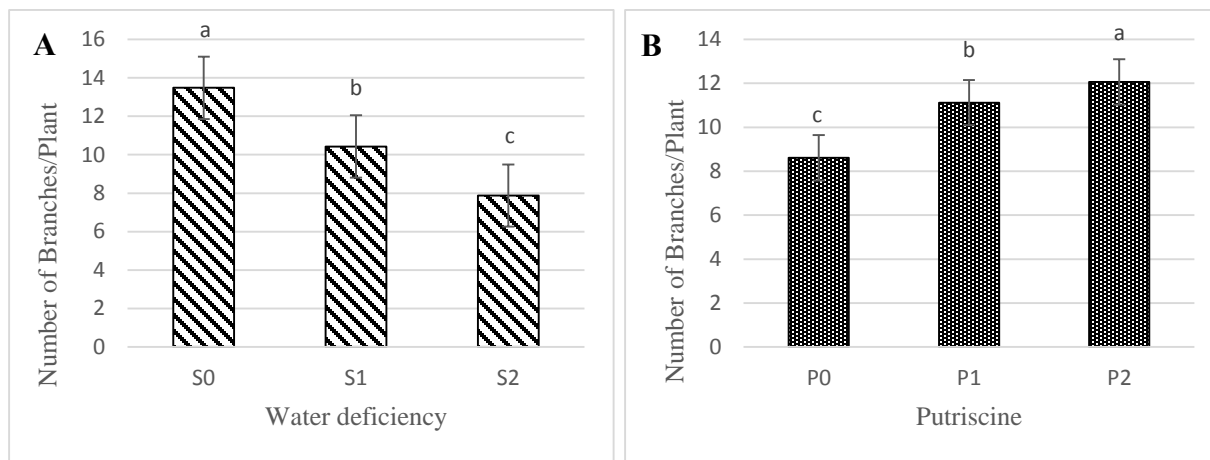 A
Number of Branches/Plant
16
14
12
10
8
6
4
2
0
a
b
c
S0 S1 S2
Water deficiency
B
Number of Branches/Plant
14
12
10
8
6
4
2
0
c
b
a
P0 P1 P2
Putriscine